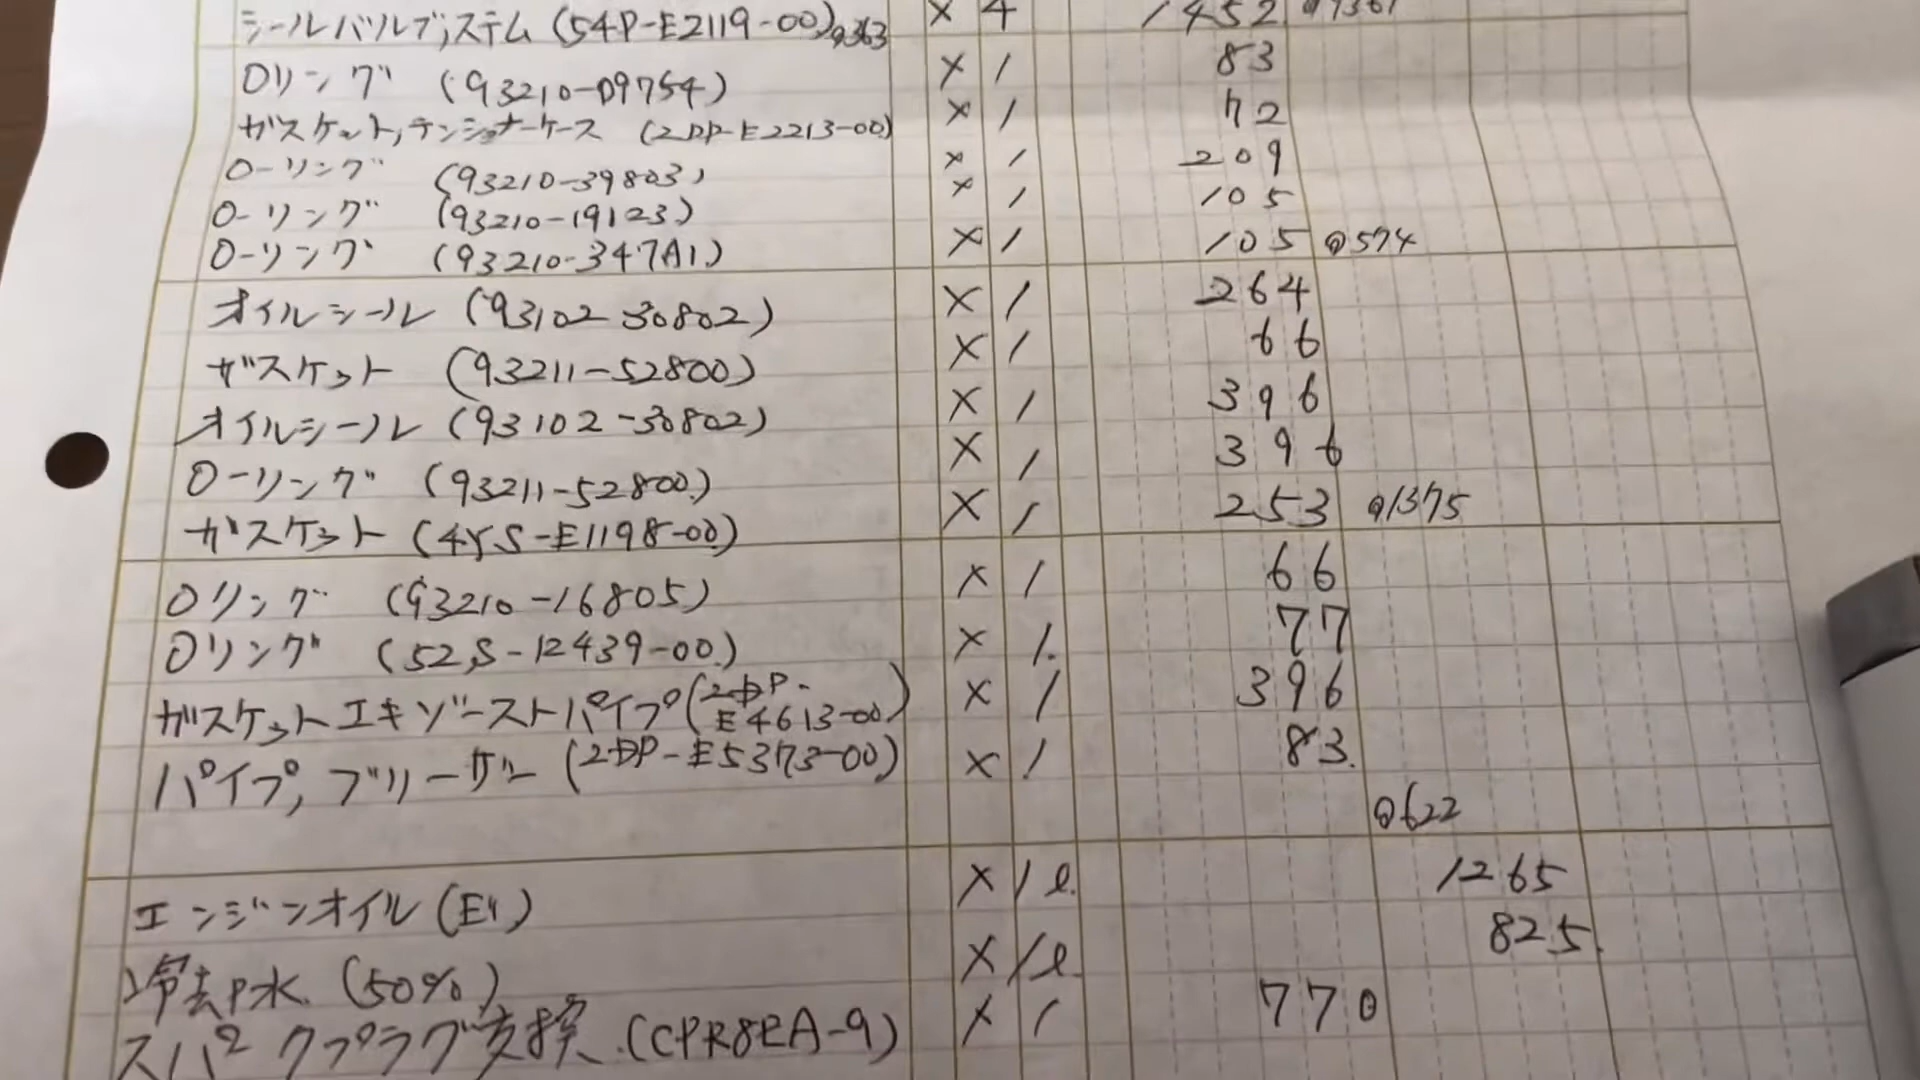 シールバルブ,ステム (54P-E2119-00) @363 × 4 1452 @7361
Oリング (93210-09754) × 1 83
ガスケット,テンショナーケース (2DP-E2213-00) × 1 72
O-リング (93210-39803) × 1 209
O-リング (93210-19123) × 1 105
O-リング (93210-347A1) × 1 105 @574
オイルシール (93102-30802) × 1 264
ガスケット (93211-52800) × 1 66
オイルシール (93102-30802) × 1 396
O-リング (93211-52800) × 1 396
ガスケット (4YS-E1198-00) × 1 253 @1375
Oリング (93210-16805) × 1 66
Oリング (52S-12439-00) × 1. 77
ガスケットエキゾーストパイプ (2DP-E4613-00) × 1 396
パイプ,ブリーザー (2DP-E5373-00) × 1 83.
@622
エンジンオイル (E1) × 1ℓ. 1265
冷却水. (50%) × 1ℓ. 825.
スパークプラグ交換. (CPR8EA-9) × 1 770